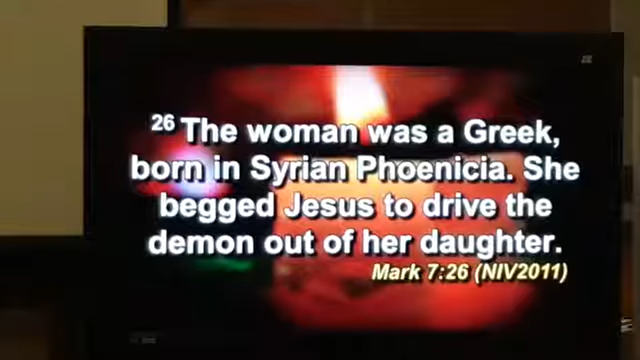 26 The woman was a Greek,
born in Syrian Phoenicia. She
begged Jesus to drive the
demon out of her daughter.
Mark 7:26 (NIV2011)